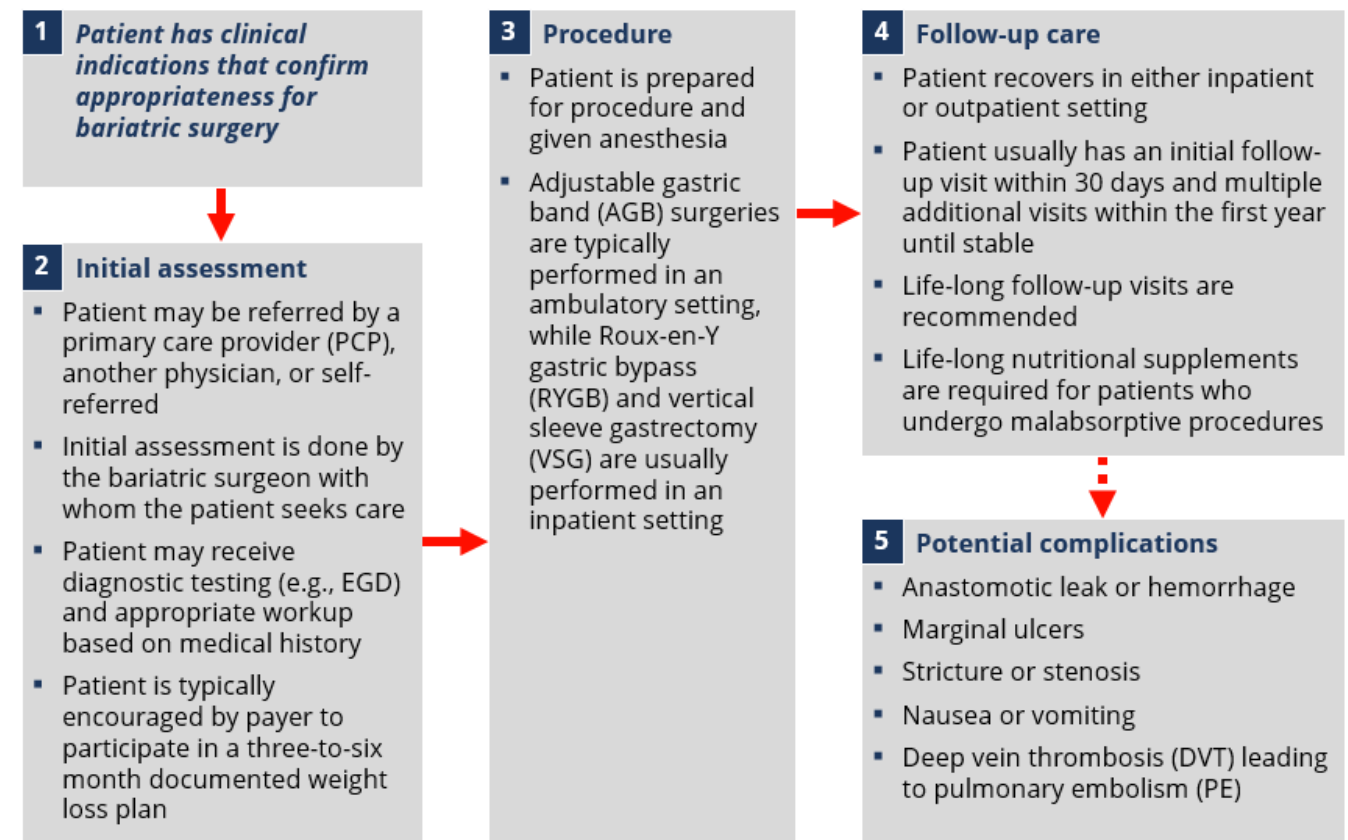 1
Patient has clinical
indications that confirm
appropriateness for
bariatric surgery
2
Initial assessment
▪ Patient may be referred by a
primary care provider (PCP),
another physician, or self-
referred
▪ Initial assessment is done by
the bariatric surgeon with
whom the patient seeks care
▪ Patient may receive
diagnostic testing (e.g., EGD)
and appropriate workup
based on medical history
▪ Patient is typically
encouraged by payer to
participate in a three-to-six
month documented weight
loss plan
3
Procedure
▪ Patient is prepared
for procedure and
given anesthesia
▪ Adjustable gastric
band (AGB) surgeries
are typically
performed in an
ambulatory setting,
while Roux-en-Y
gastric bypass
(RYGB) and vertical
sleeve gastrectomy
(VSG) are usually
performed in an
inpatient setting
4
Follow-up care
▪ Patient recovers in either inpatient
or outpatient setting
▪ Patient usually has an initial follow-
up visit within 30 days and multiple
additional visits within the first year
until stable
▪ Life-long follow-up visits are
recommended
▪ Life-long nutritional supplements
are required for patients who
undergo malabsorptive procedures
5
Potential complications
▪ Anastomotic leak or hemorrhage
▪ Marginal ulcers
▪ Stricture or stenosis
▪ Nausea or vomiting
▪ Deep vein thrombosis (DVT) leading
to pulmonary embolism (PE)